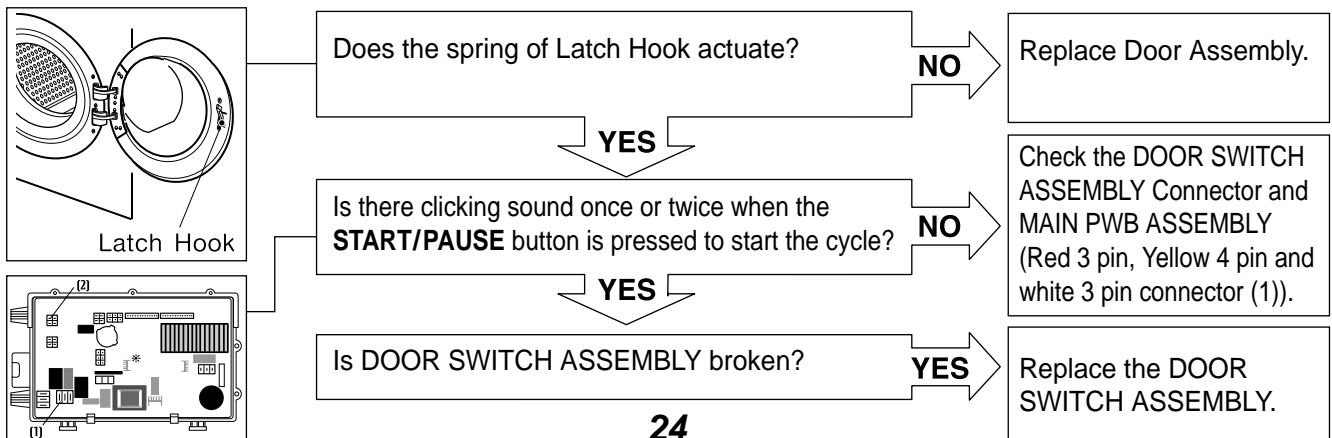 Does the spring of Latch Hook actuate?
NO
Replace Door Assembly.
YES
Latch Hook
Is there clicking sound once or twice when the
START/PAUSE button is pressed to start the cycle?
NO
Check the DOOR SWITCH
ASSEMBLY Connector and
MAIN PWB ASSEMBLY
(Red 3 pin, Yellow 4 pin and
white 3 pin connector (1)).
YES
(2)
(1)
Is DOOR SWITCH ASSEMBLY broken?
YES
Replace the DOOR
SWITCH ASSEMBLY.
24